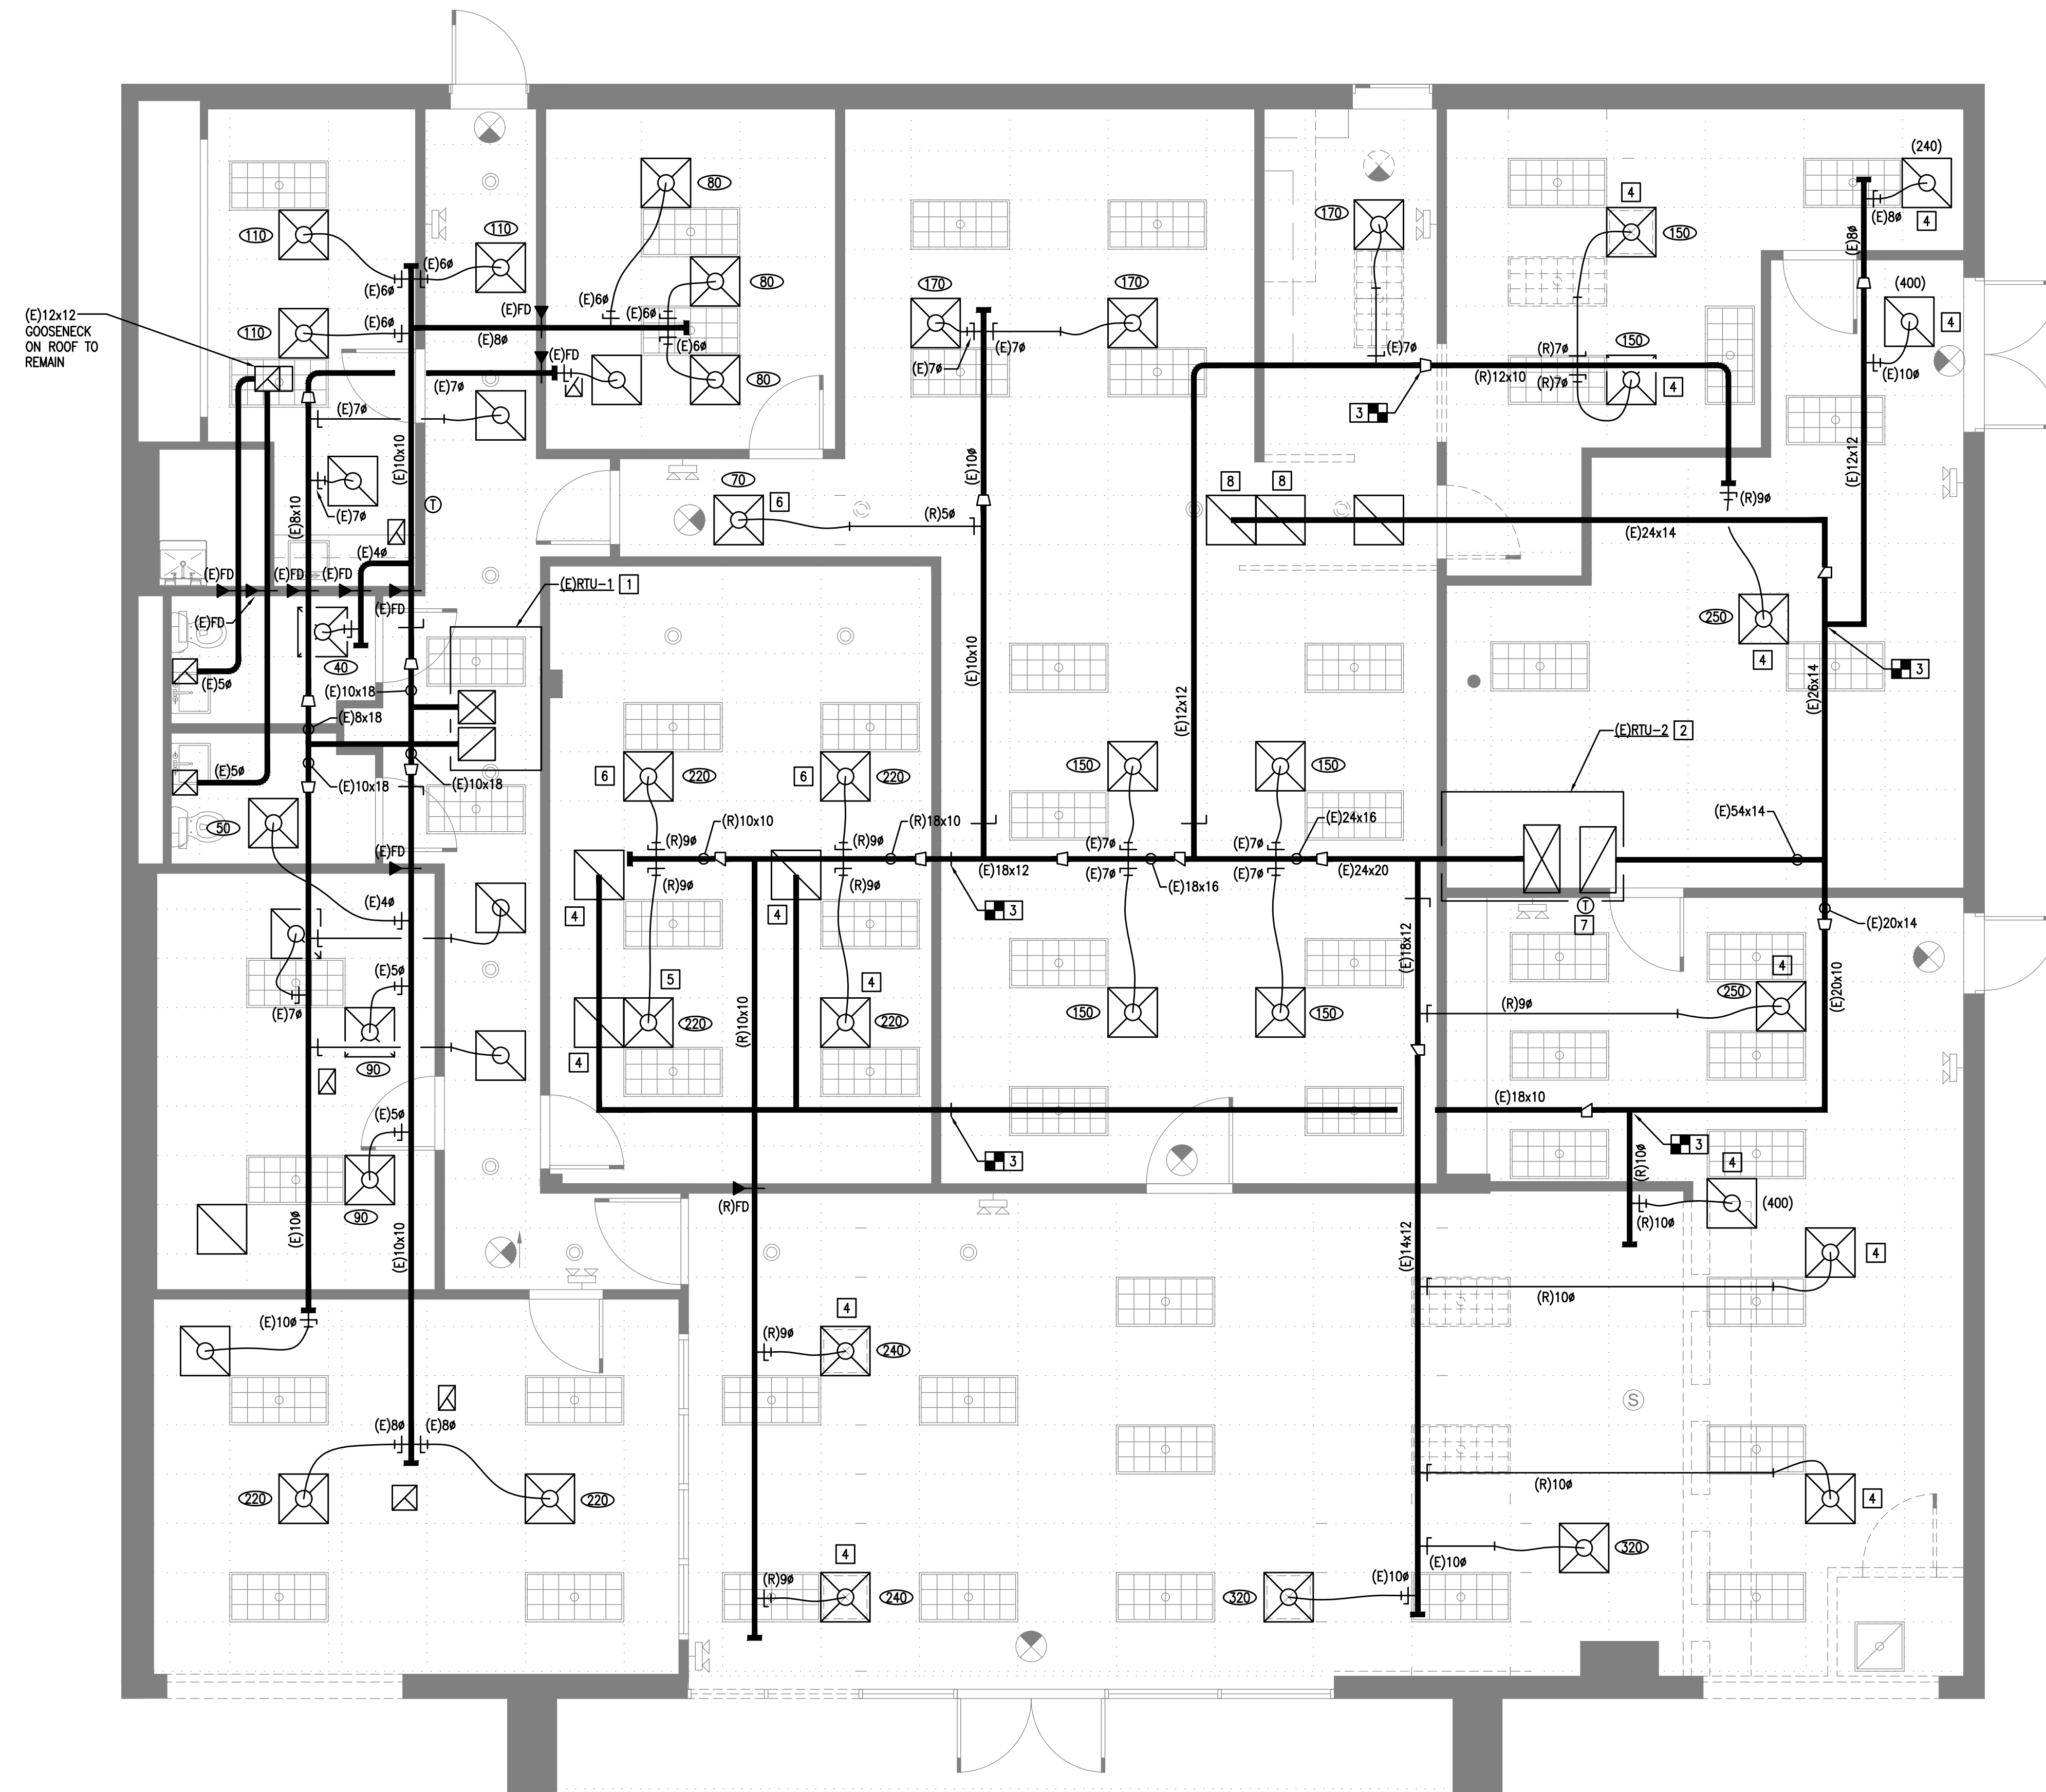 (240)
80
4
110
170
(E)8ø
4
110
150
(E)8ø
(E)6ø
(E)6ø
80
(400)
4
(E)12x12
GOOSENECK
ON ROOF TO
REMAIN
110
(E)6ø
(E)FD
(E)6ø
(E)6ø
170
170
(E)8ø
(E)6ø
(E)7ø
(E)7ø
(E)7ø
(R)7ø
150
(E)10ø
(E)FD
(E)7ø
80
(R)12x10
(R)7ø
4
(E)7ø
3
(E)10x10
(E)10ø
(E)12x12
70
6
8
8
(R)9ø
T
(E)7ø
(R)5ø
(E)24x14
(E)8x10
(E)4ø
(E)FD
(E)FD
(E)FD
(E)RTU-1
1
(E)FD
(E)FD
250
4
3
40
(E)5ø
(E)10x18
(E)10x10
(E)12x12
(E)26x14
(E)8x18
(E)RTU-2
2
(E)5ø
(E)10x18
(E)10x18
6
220
6
220
150
150
(E)54x14
50
(E)FD
(R)10x10
(R)18x10
(E)24x16
(R)9ø
(R)9ø
(E)7ø
(E)7ø
(E)18x12
(E)24x20
(R)9ø
(R)9ø
(E)7ø
(E)18x16
(E)7ø
4
4
3
T
7
(E)20x14
(E)4ø
(E)18x12
(E)5ø
5
4
4
250
(E)20x10
(E)7ø
220
220
150
150
(R)9ø
(R)10x10
90
4
(E)18x10
(E)5ø
3
3
(R)10ø
4
90
(R)FD
(400)
(R)10ø
(E)10ø
(E)10x10
(E)14x12
4
(E)10ø
4
(R)10ø
(R)9ø
240
S
(E)8ø
(E)8ø
220
220
(R)10ø
4
4
(E)10ø
320
(R)9ø
240
320
(E)10ø